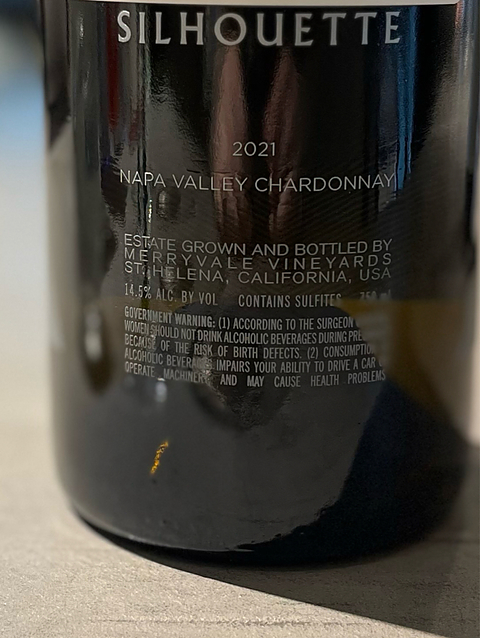 SILHOUETTE
2021
NAPA VALLEY CHARDONNAY
ESTATE GROWN AND BOTTLED BY
MERRYVALE VINEYARDS
ST. HELENA, CALIFORNIA, USA
14.5% ALC. BY VOL CONTAINS SULFITES 750 ml
GOVERNMENT WARNING: (1) ACCORDING TO THE SURGEON
WOMEN SHOULD NOT DRINK ALCOHOLIC BEVERAGES DURING
BECAUSE OF THE RISK OF BIRTH DEFECTS. (2)
ALCOHOLIC BEVERAGES IMPAIRS YOUR ABILITY TO DRIVE A CAR
OPERATE MACHINERY AND MAY CAUSE HEALTH PROBLEMS